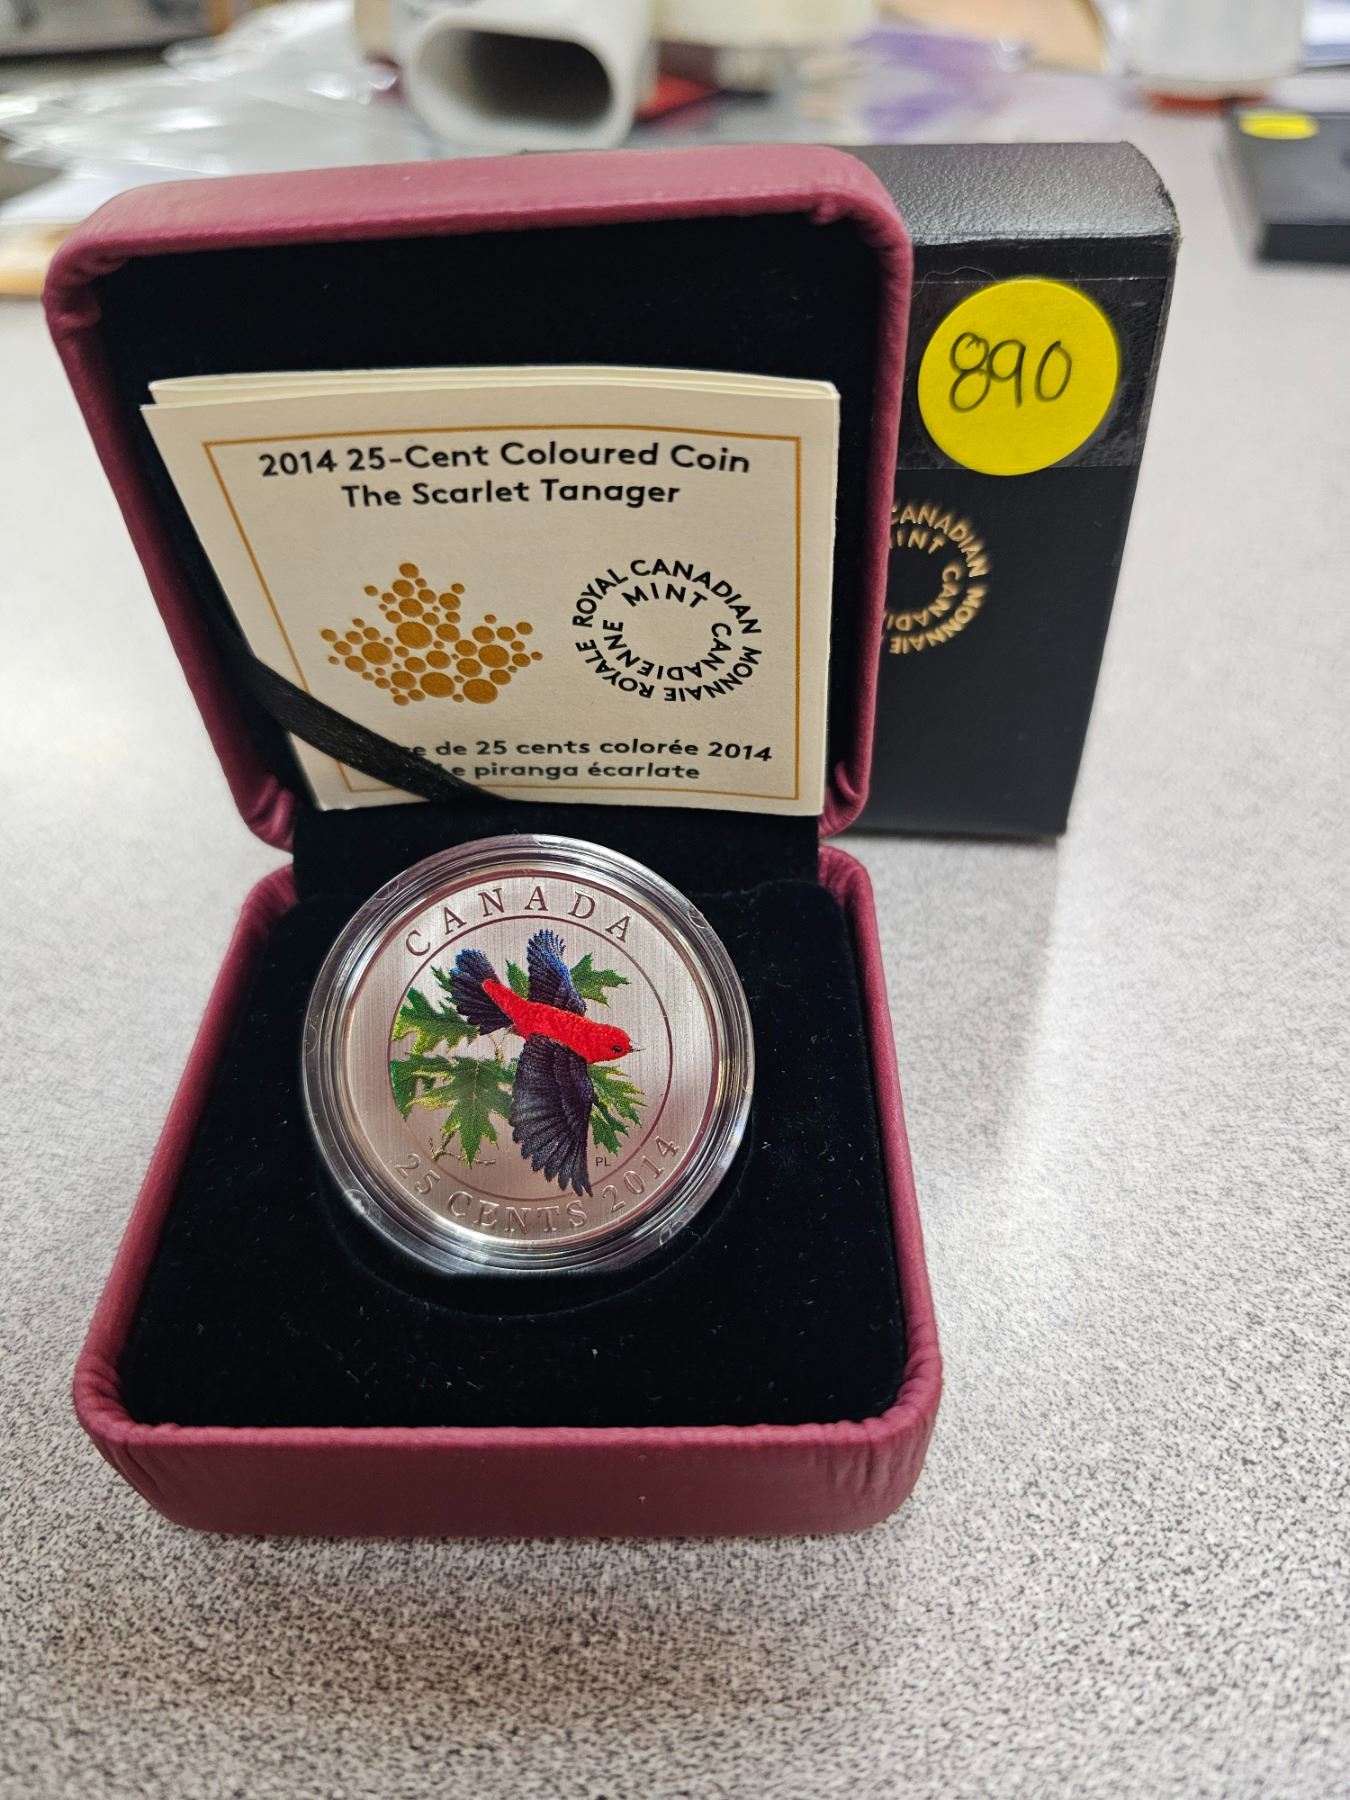 2014 25-Cent Coloured Coin
The Scarlet Tanager
ROYAL CANADIAN MINT
MONNAIE ROYALE CANADIENNE
de 25 cents colorée 2014
piranga écarlate
890
CANADIAN
MINT
MONNAIE
CANADA
PL
25 CENTS 2014